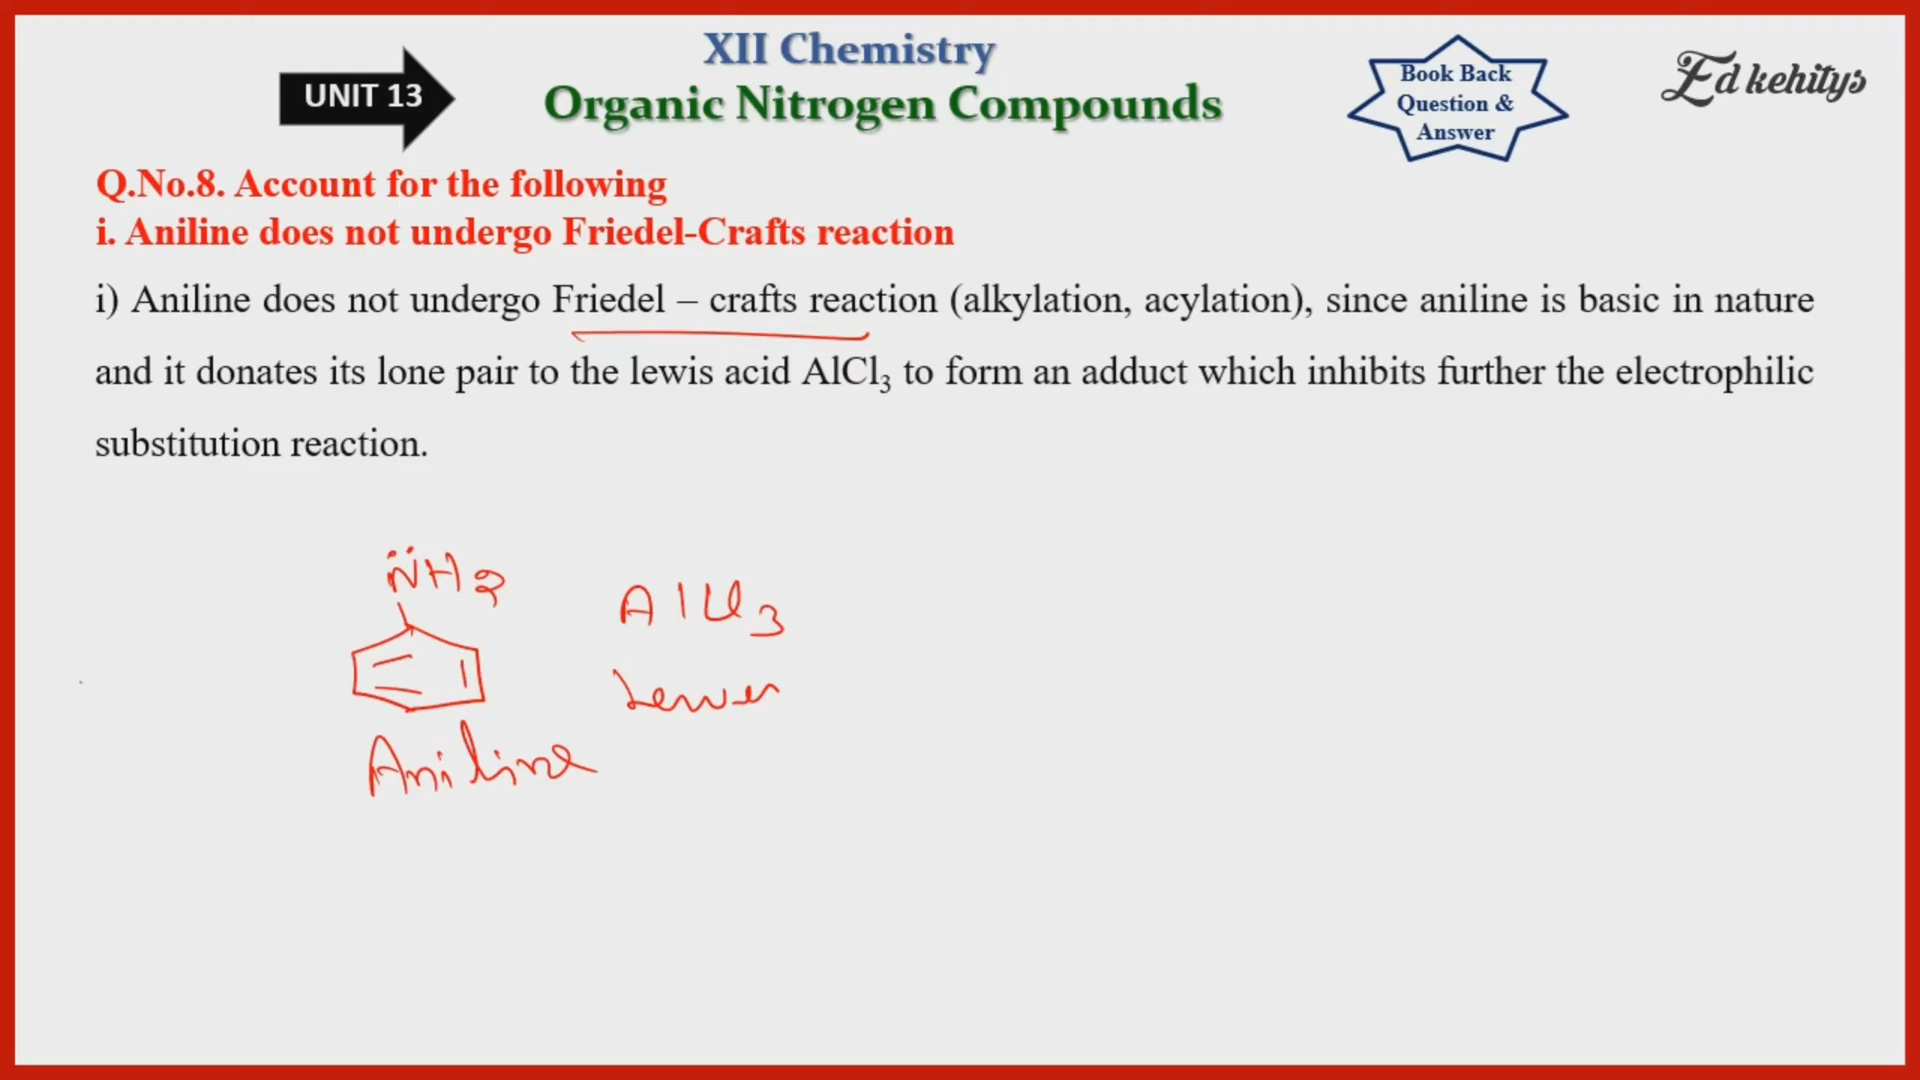 XII Chemistry
UNIT 13
Organic Nitrogen Compounds
Book Back
Question &
Answer
Ed kehitys
Q.No.8. Account for the following
i. Aniline does not undergo Friedel-Crafts reaction
i) Aniline does not undergo Friedel – crafts reaction (alkylation, acylation), since aniline is basic in nature
and it donates its lone pair to the lewis acid AlCl₃ to form an adduct which inhibits further the electrophilic
substitution reaction.
N̈H₂
AlCl₃
Aniline